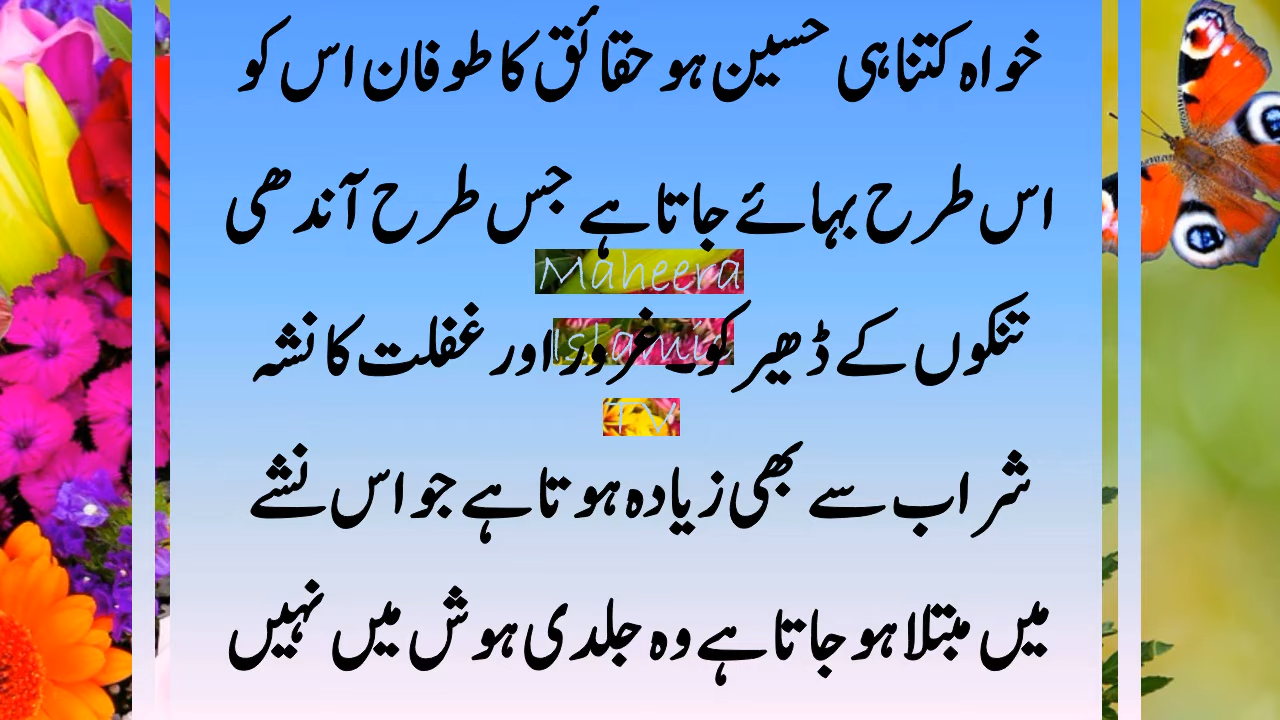 خواہ کتنا ہی حسین ہو حقائق کا طوفان اس کو
اس طرح بہائے جاتا ہے جس طرح آندھی
Maheera
تنکوں کے ڈھیر کو۔ غرور اور غفلت کا نشہ
Islamic
TV
شراب سے بھی زیادہ ہوتا ہے جو اس نشے
میں مبتلا ہو جاتا ہے وہ جلدی ہوش میں نہیں